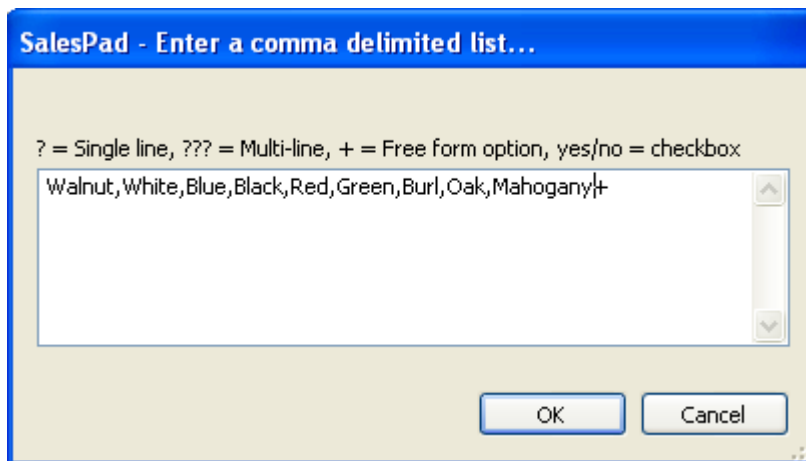 SalesPad - Enter a comma delimited list...
? = Single line, ??? = Multi-line, + = Free form option, yes/no = checkbox
Walnut,White,Blue,Black,Red,Green,Burl,Oak,Mahogany+
OK Cancel